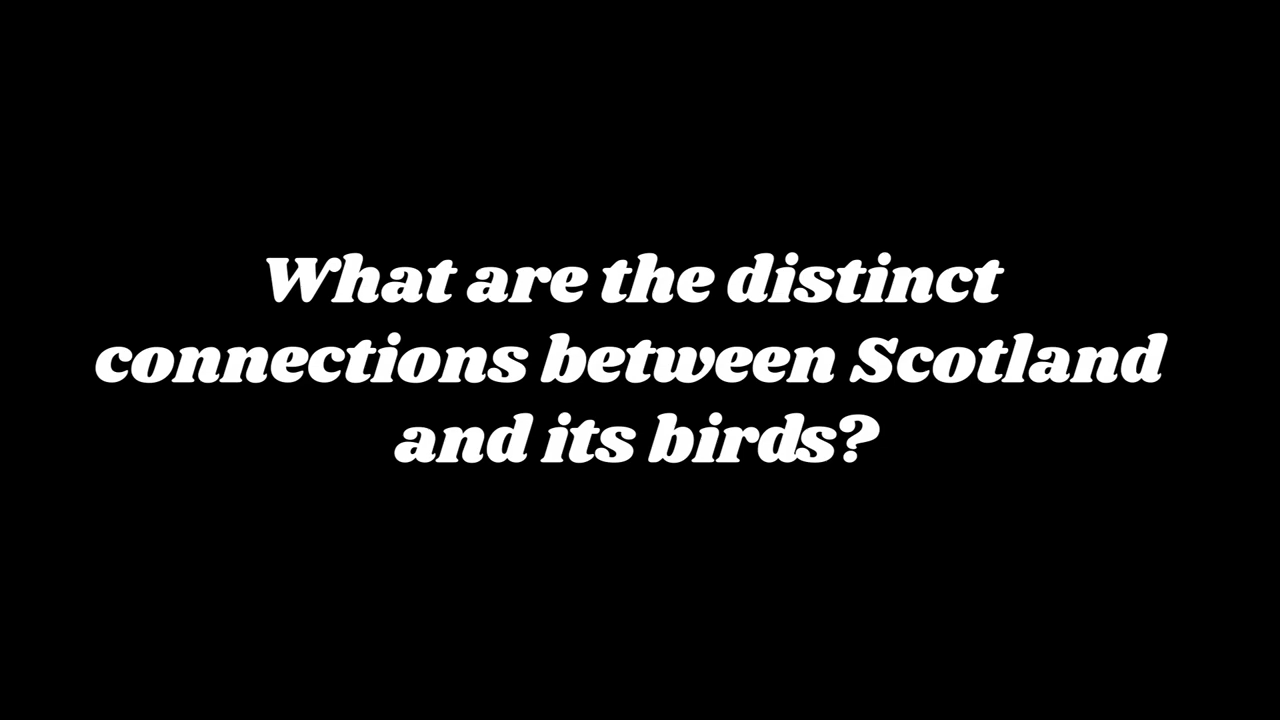 What are the distinct
connections between Scotland
and its birds?